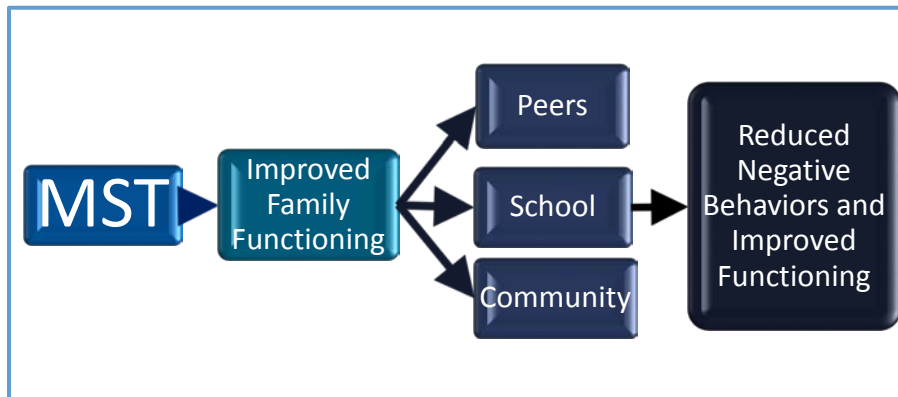 MST
Improved
Family
Functioning
Peers
School
Community
Reduced
Negative
Behaviors and
Improved
Functioning